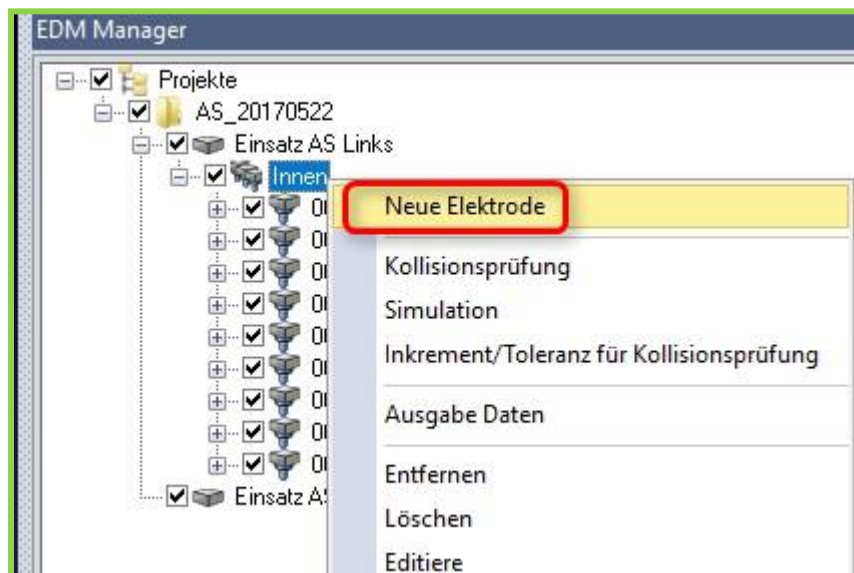 EDM Manager
Projekte
AS_20170522
Einsatz AS Links
Innen
Neue Elektrode
Kollisionsprüfung
Simulation
Inkrement/Toleranz für Kollisionsprüfung
Ausgabe Daten
Entfernen
Löschen
Editiere
Einsatz